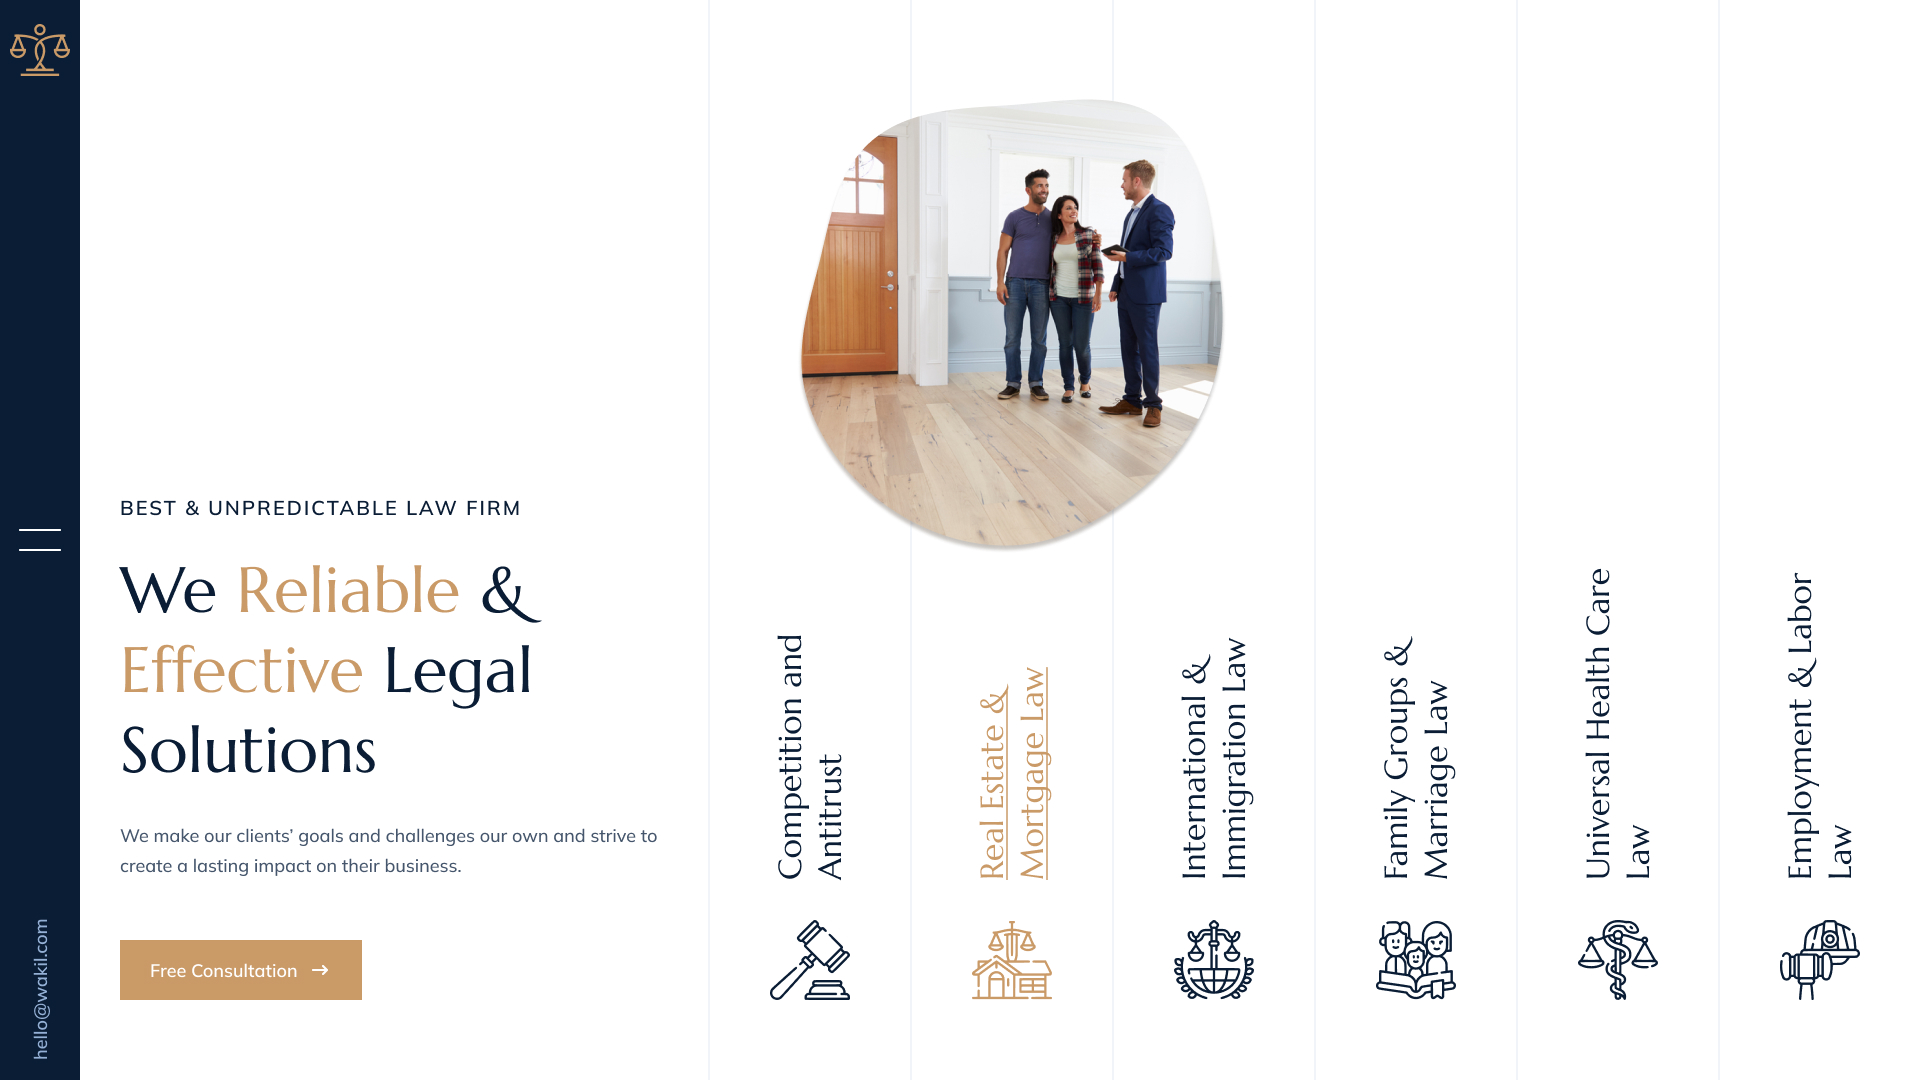 BEST & UNPREDICTABLE LAW FIRM
We Reliable &
Effective Legal
Solutions
We make our clients’ goals and challenges our own and strive to
create a lasting impact on their business.
Free Consultation
hello@wakil.com
Competition and
Antitrust
Real Estate &
Mortgage Law
International &
Immigration Law
Family Groups &
Marriage Law
Universal Health Care
Law
Employment & Labor
Law